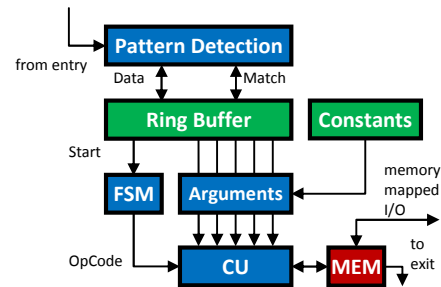 Pattern Detection
from entry
Data
Match
Ring Buffer
Constants
Start
FSM
Arguments
memory
mapped
I/O
OpCode
CU
MEM
to
exit